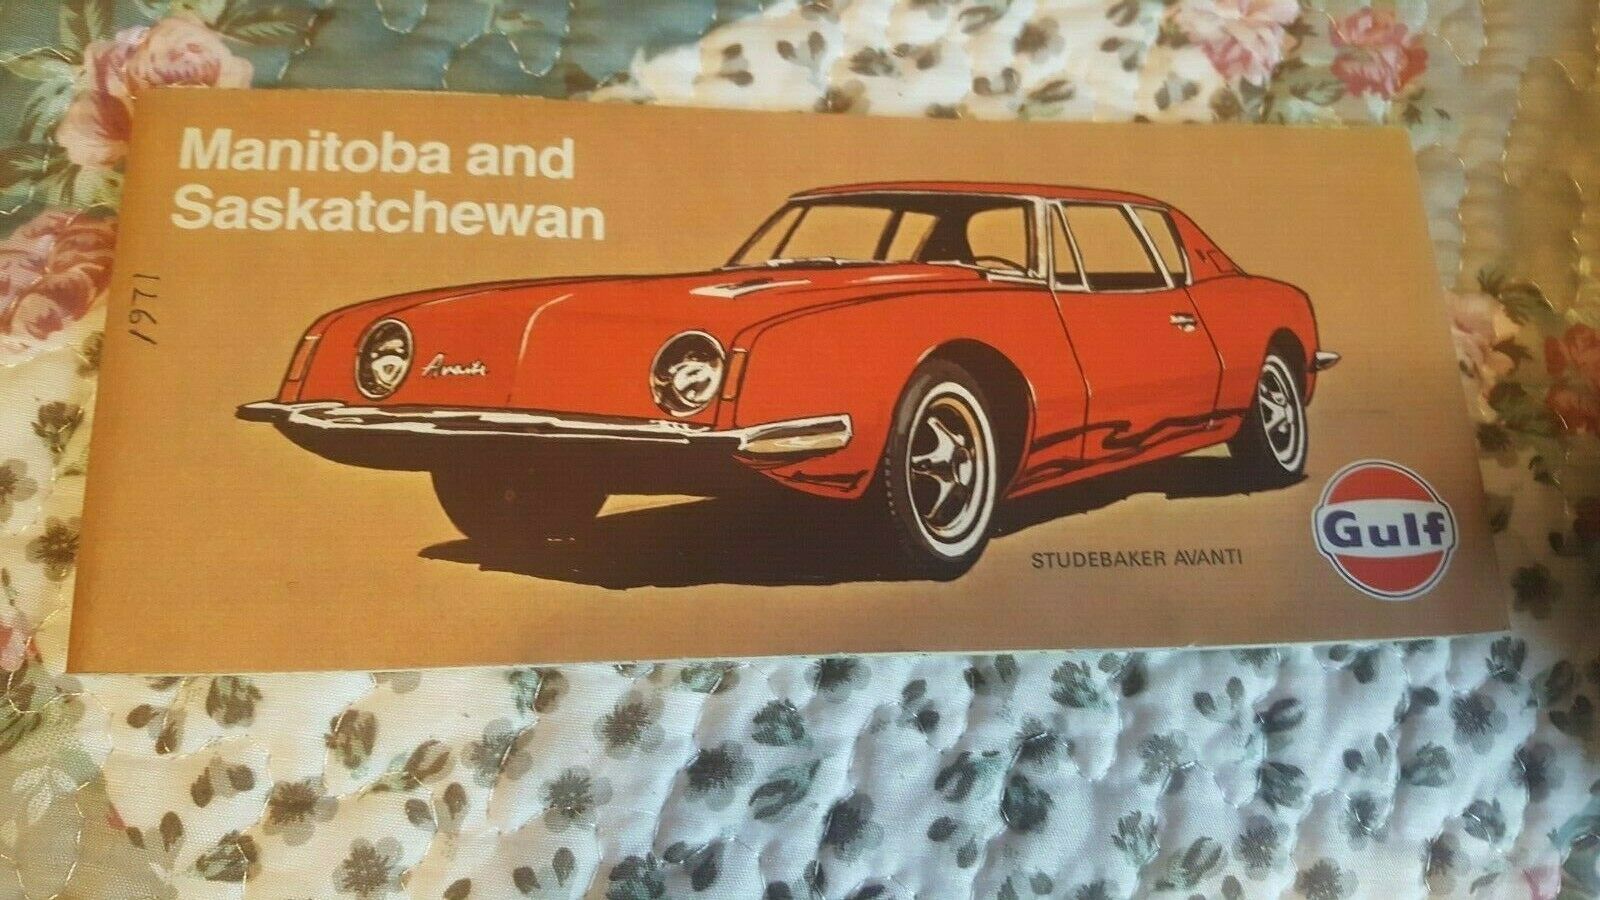 Manitoba and
Saskatchewan
1971
Avanti
STUDEBAKER AVANTI
Gulf